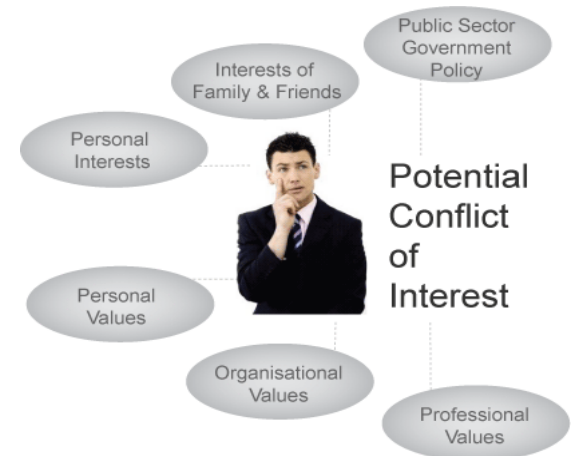 Public Sector
Government
Policy
Interests of
Family & Friends
Personal
Interests
Potential
Conflict
of
Interest
Personal
Values
Organisational
Values
Professional
Values